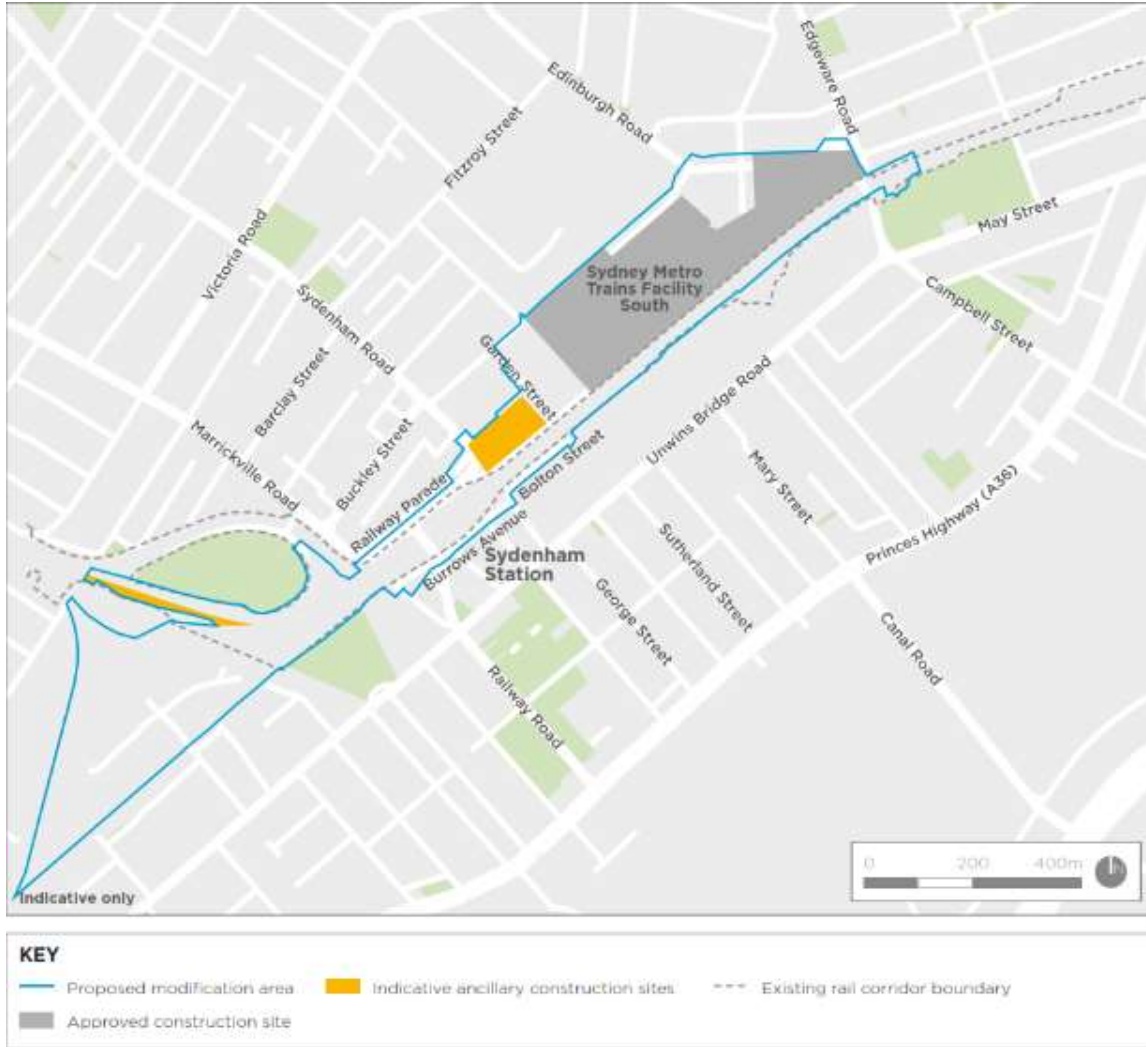 Edgeware Road
Edinburgh Road
Fitzroy Street
May Street
Victoria Road
Sydney Metro
Trains Facility
South
Campbell Street
Sydenham Road
Garden Street
Barclay Street
Unwins Bridge Road
Marrickville Road
Buckley Street
Bolton Street
Mary Street
Princes Highway (A36)
Railway Parade
Burrows Avenue
Sydenham
Station
Sutherland Street
George Street
Canal Road
Railway Road
0 200 400m
Indicative only
KEY
Proposed modification area
Indicative ancillary construction sites
Existing rail corridor boundary
Approved construction site